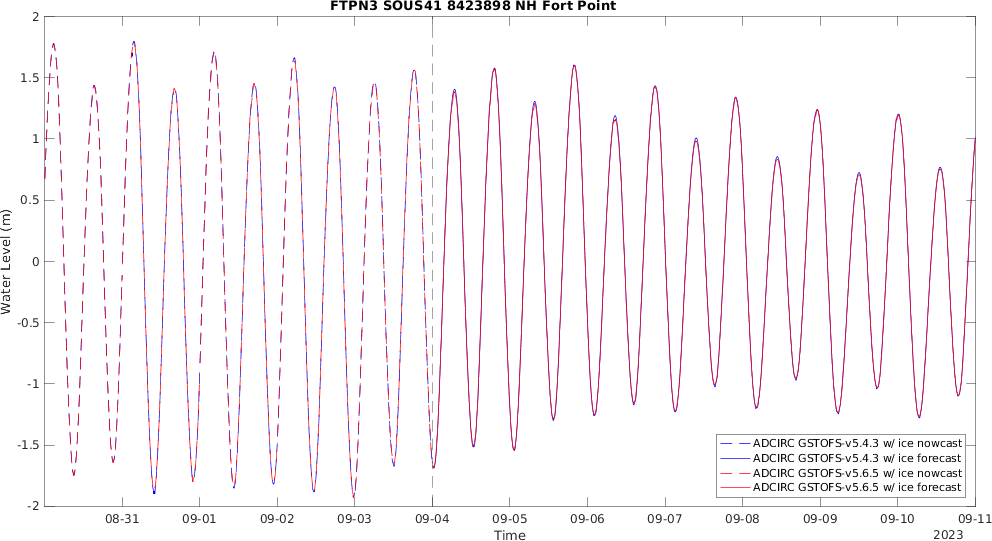 FTPN3 SOUS41 8423898 NH Fort Point
2
1.5
1
0.5
0
-0.5
-1
-1.5
-2
Water Level (m)
ADCIRC GSTOFS-v5.4.3 w/ ice nowcast
ADCIRC GSTOFS-v5.4.3 w/ ice forecast
ADCIRC GSTOFS-v5.6.5 w/ ice nowcast
ADCIRC GSTOFS-v5.6.5 w/ ice forecast
08-31 09-01 09-02 09-03 09-04 09-05 09-06 09-07 09-08 09-09 09-10 09-11
Time
2023